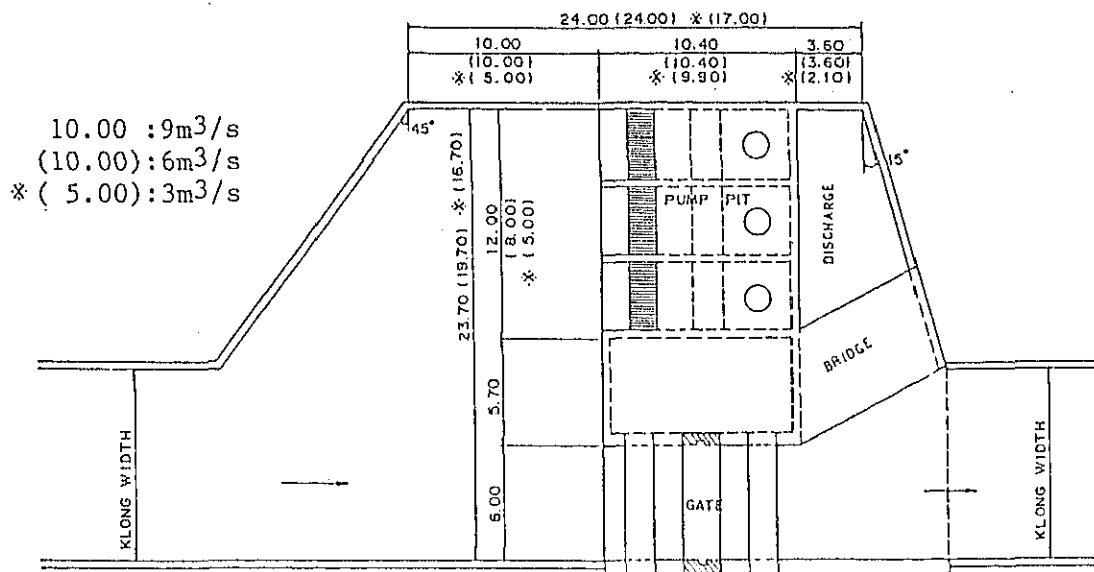 24.00 (24.00) ※(17.00)
10.00
(10.00)
※( 5.00)
10.40
(10.40)
※(9.90)
3.60
(3.60)
※(2.10)
10.00 :9m³/s
(10.00):6m³/s
※( 5.00):3m³/s
45°
15°
23.70 (19.70) ※(16.70)
12.00
(8.00)
※(5.00)
PUMP PIT
DISCHARGE
BRIDGE
5.70
6.00
GATE
KLONG WIDTH
KLONG WIDTH